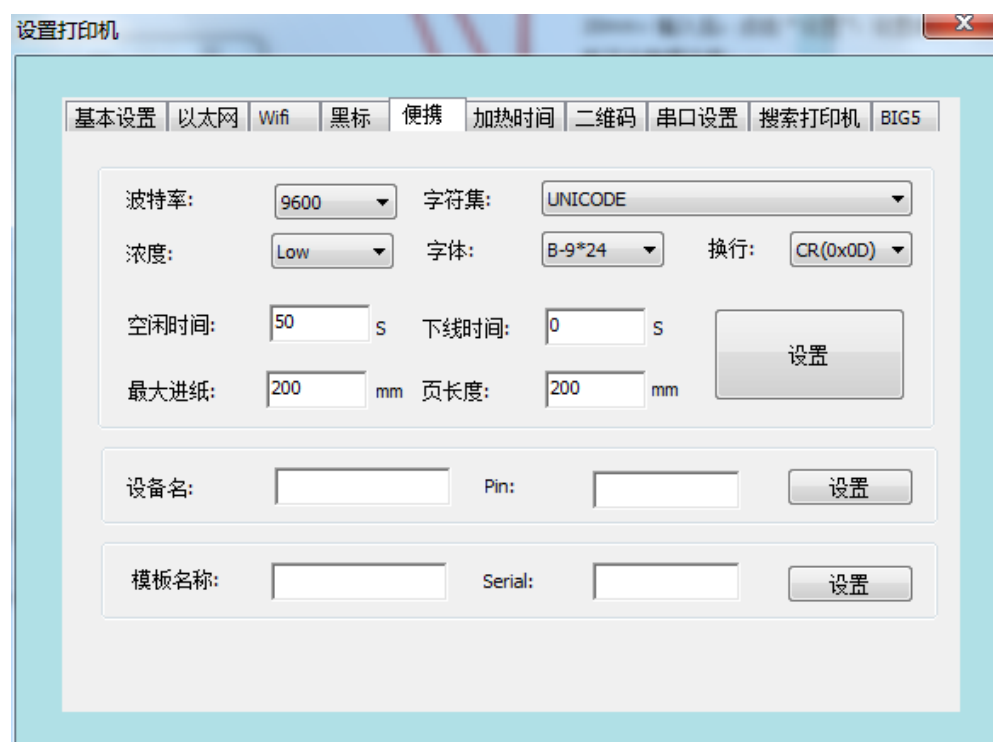 设置打印机
基本设置 以太网 Wifi 黑标 便携 加热时间 二维码 串口设置 搜索打印机 BIG5
波特率: 9600 字符集: UNICODE
浓度: Low 字体: B-9*24 换行: CR(0x0D)
空闲时间: 50 S 下线时间: 0 S
设置
最大进纸: 200 mm 页长度: 200 mm
设备名: Pin: 设置
模板名称: Serial: 设置